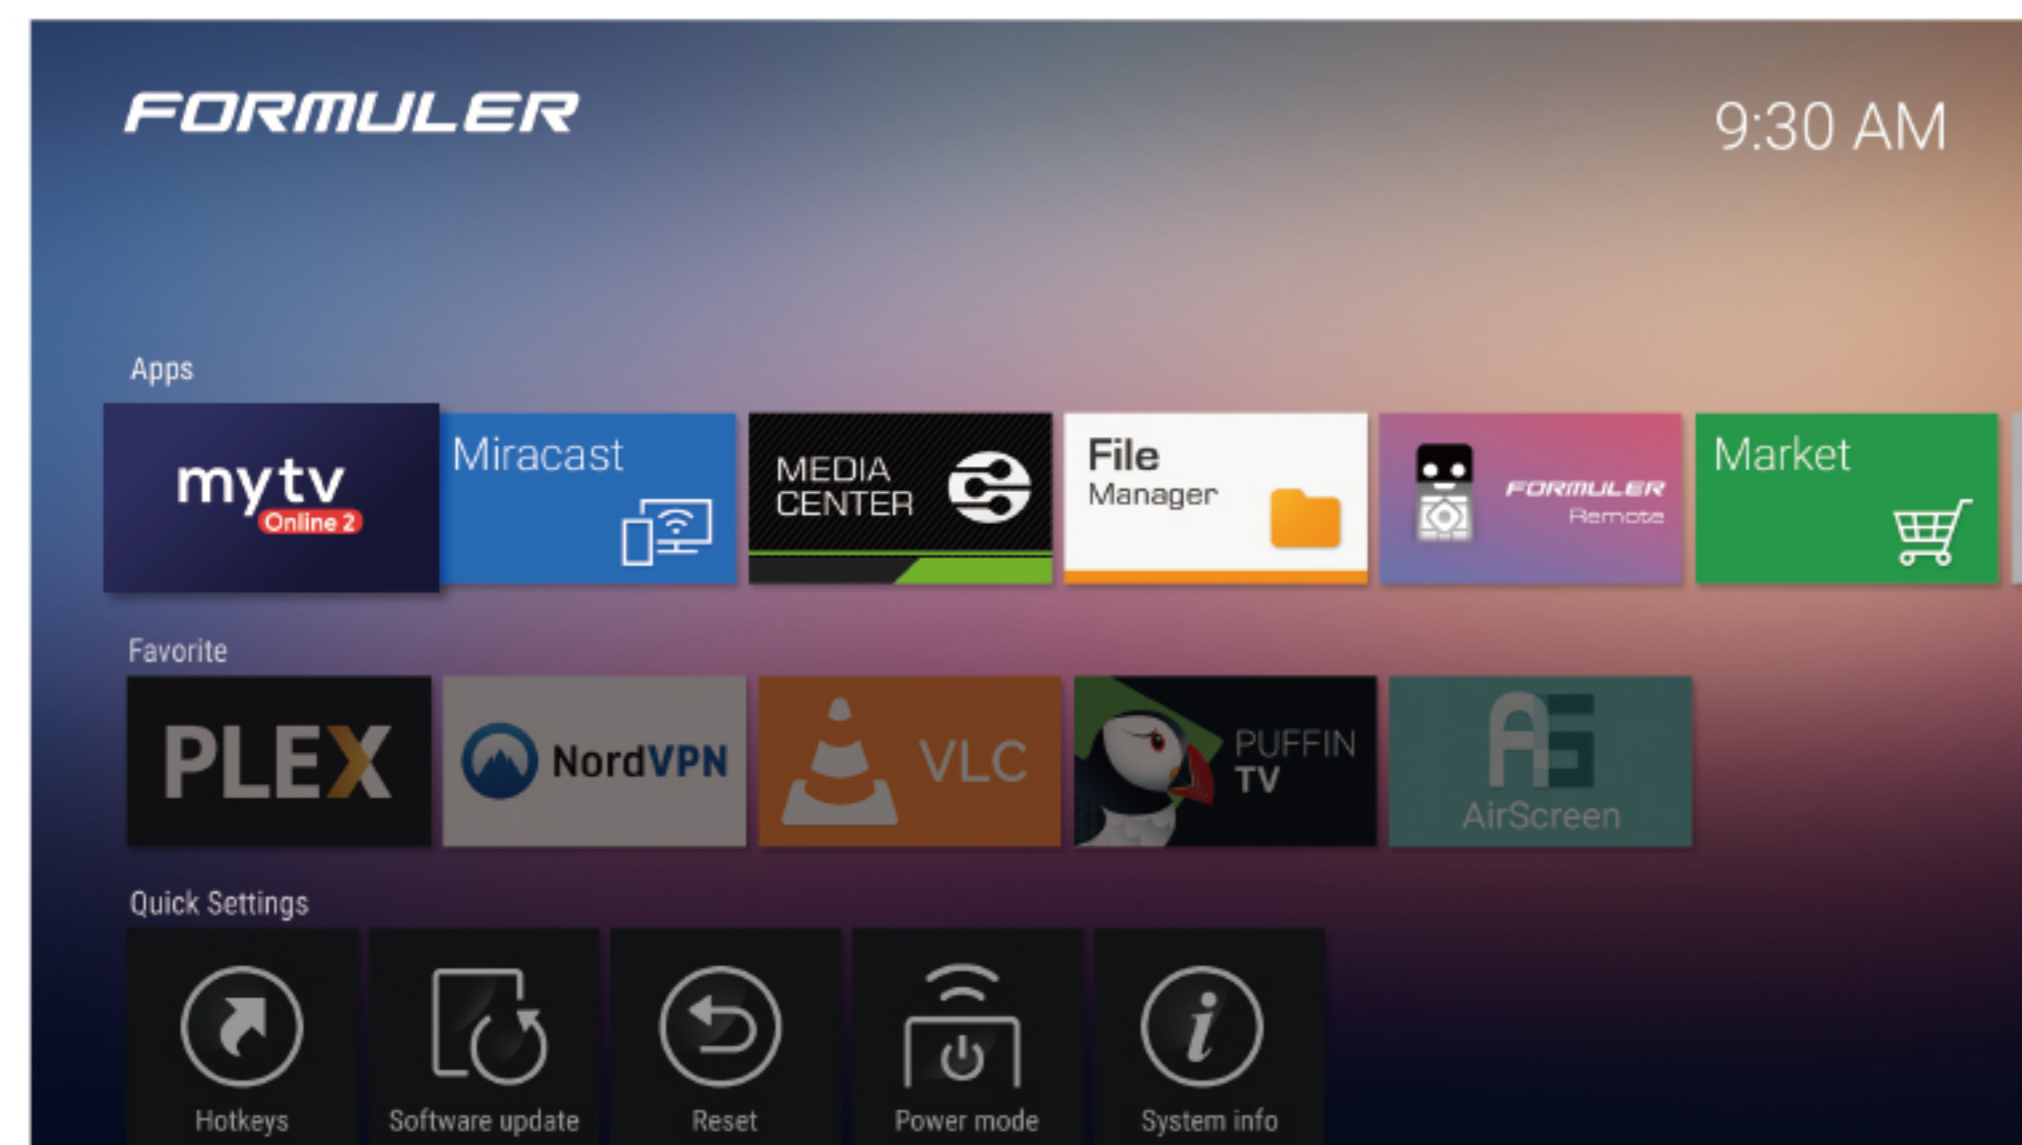 FORMULER
9:30 AM
Apps
mytv
Online 2
Miracast
MEDIA
CENTER
File
Manager
FORMULER
Remote
Market
Favorite
PLEX
NordVPN
VLC
PUFFIN
TV
AS
AirScreen
Quick Settings
Hotkeys
Software update
Reset
Power mode
System info